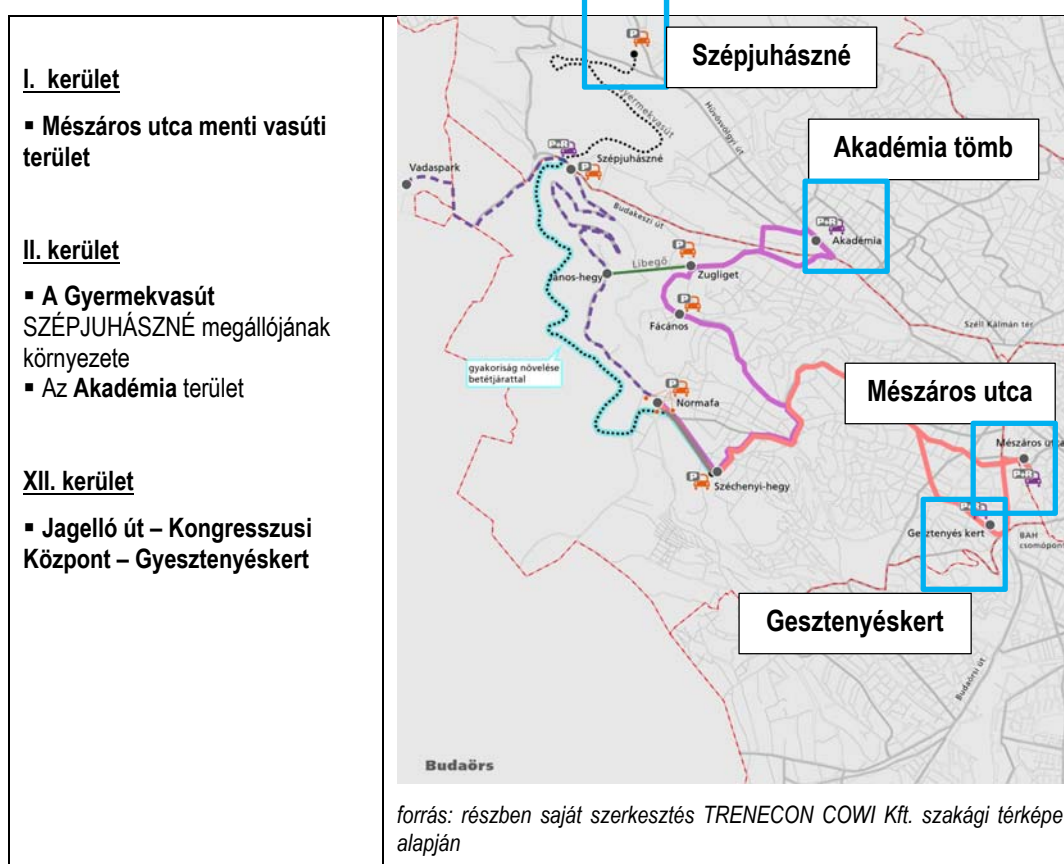 I. kerület
▪ Mészáros utca menti vasúti
terület
II. kerület
▪ A Gyermekvasút
SZÉPJUHÁSZNÉ megállójának
környezete
▪ Az Akadémia terület
XII. kerület
▪ Jagelló út – Kongresszusi
Központ – Gyesztenyéskert
P
Szépjuhászné
Gyermekvasút
Hűvösvölgyi út
Akadémia tömb
P+R
Szépjuhászné
P
Vadaspark
P+R
Akadémia
Budakeszi út
P
Libegő
János-hegy
Zugliget
P
Fácános
Széll Kálmán tér
gyakoriság növelése
betétjárattal
P
Normafa
Mészáros utca
Mészáros utca
P+R
P
Széchenyi-hegy
P+R
Gesztenyés kert
BAH
csomópont
Gesztenyéskert
Budaörsi út
Budaörs
forrás: részben saját szerkesztés TRENECON COWI Kft. szakági térképe
alapján